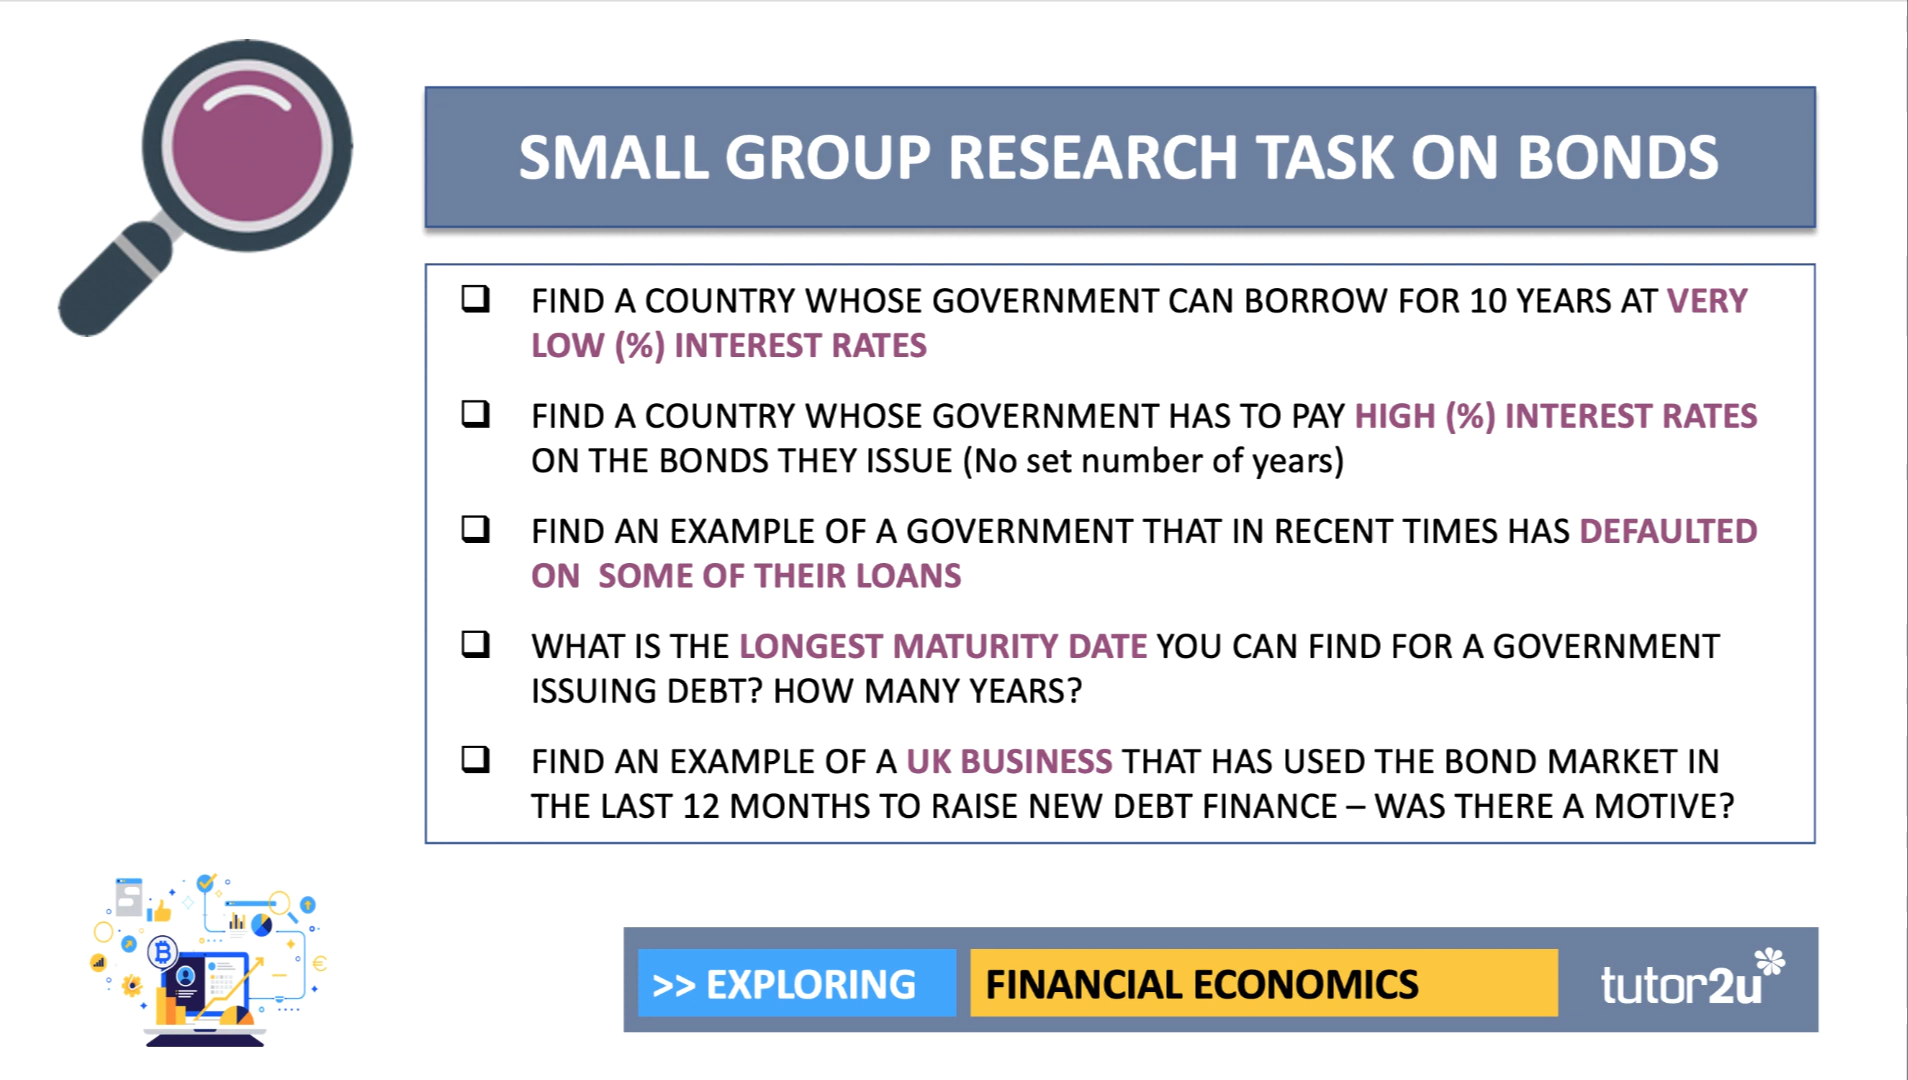 SMALL GROUP RESEARCH TASK ON BONDS
FIND A COUNTRY WHOSE GOVERNMENT CAN BORROW FOR 10 YEARS AT VERY
LOW (%) INTEREST RATES
FIND A COUNTRY WHOSE GOVERNMENT HAS TO PAY HIGH (%) INTEREST RATES
ON THE BONDS THEY ISSUE (No set number of years)
FIND AN EXAMPLE OF A GOVERNMENT THAT IN RECENT TIMES HAS DEFAULTED
ON  SOME OF THEIR LOANS
WHAT IS THE LONGEST MATURITY DATE YOU CAN FIND FOR A GOVERNMENT
ISSUING DEBT? HOW MANY YEARS?
FIND AN EXAMPLE OF A UK BUSINESS THAT HAS USED THE BOND MARKET IN
THE LAST 12 MONTHS TO RAISE NEW DEBT FINANCE – WAS THERE A MOTIVE?
>> EXPLORING
FINANCIAL ECONOMICS
tutor2u